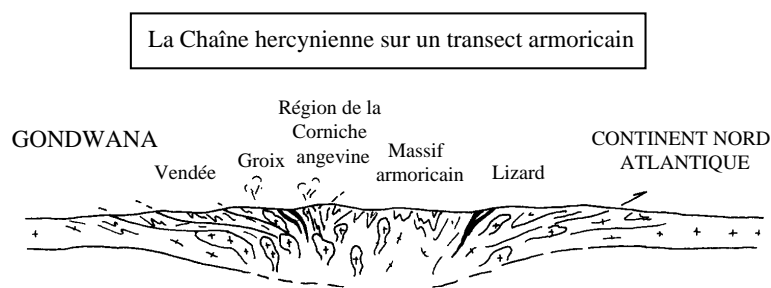 La Chaîne hercynienne sur un transect armoricain
GONDWANA
Vendée
Groix
Région de la
Corniche
angevine
Massif
armoricain
Lizard
CONTINENT NORD
ATLANTIQUE